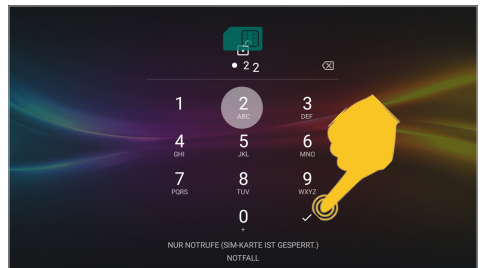 • 2 2
1 2 3
ABC DEF
4 5 6
GHI JKL MNO
7 8 9
PQRS TUV WXYZ
0
+
NUR NOTRUFE (SIM-KARTE IST GESPERRT.)
NOTFALL